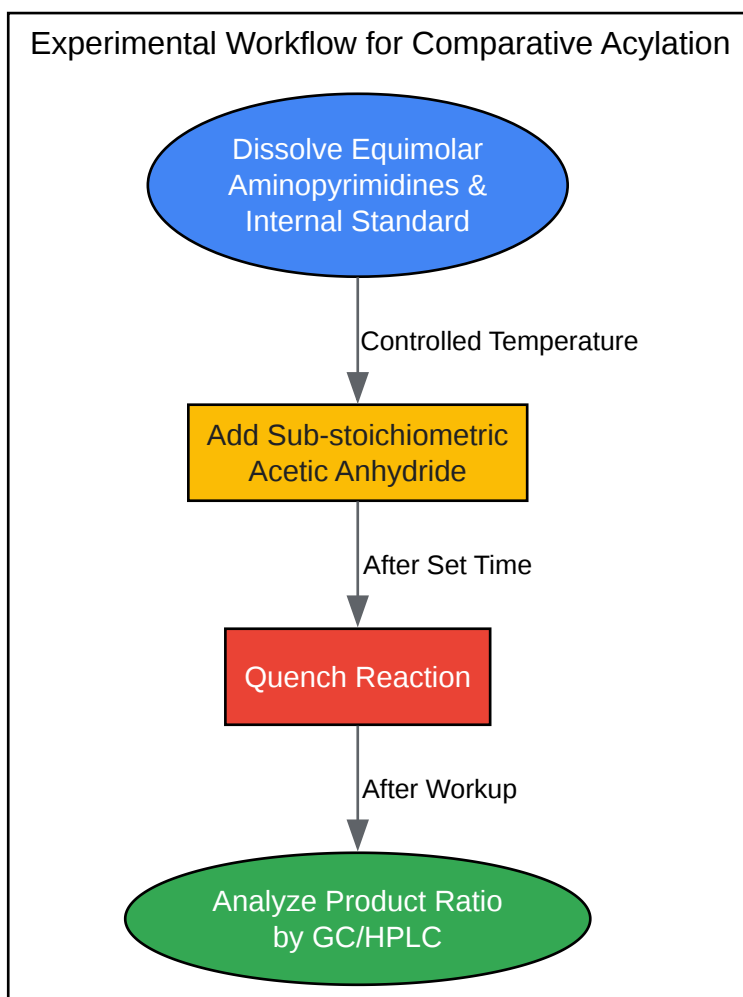 Experimental Workflow for Comparative Acylation
Dissolve Equimolar
Aminopyrimidines &
Internal Standard
Controlled Temperature
Add Sub-stoichiometric
Acetic Anhydride
After Set Time
Quench Reaction
After Workup
Analyze Product Ratio
by GC/HPLC